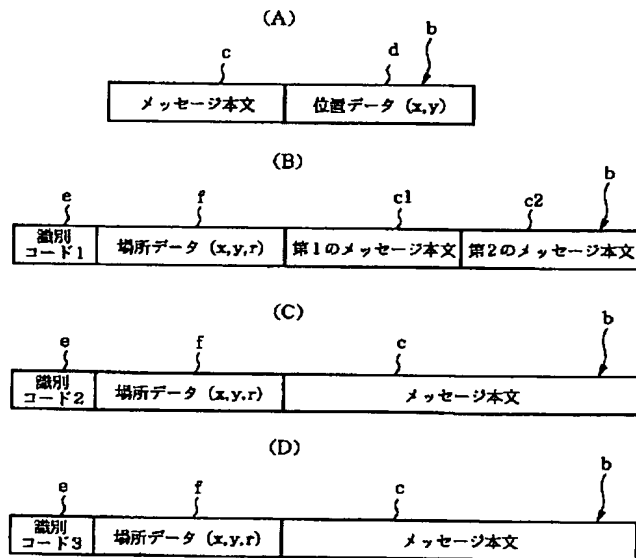 (A)
c d b
メッセージ本文 位置データ (x,y)
(B)
e f c1 c2 b
識別
コード1 場所データ (x,y,r) 第1のメッセージ本文 第2のメッセージ本文
(C)
e f c b
識別
コード2 場所データ (x,y,r) メッセージ本文
(D)
e f c b
識別
コード3 場所データ (x,y,r) メッセージ本文